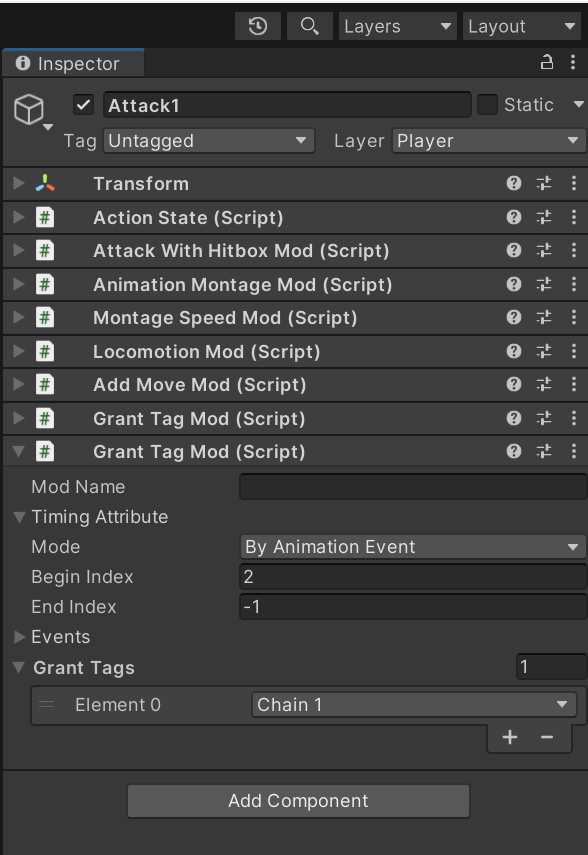 Layers
Layout
Inspector
Attack1
Static
Tag Untagged
Layer Player
Transform
# Action State (Script)
# Attack With Hitbox Mod (Script)
# Animation Montage Mod (Script)
# Montage Speed Mod (Script)
# Locomotion Mod (Script)
# Add Move Mod (Script)
# Grant Tag Mod (Script)
# Grant Tag Mod (Script)
Mod Name
Timing Attribute
Mode By Animation Event
Begin Index 2
End Index -1
Events
Grant Tags 1
Element 0 Chain 1
+ −
Add Component